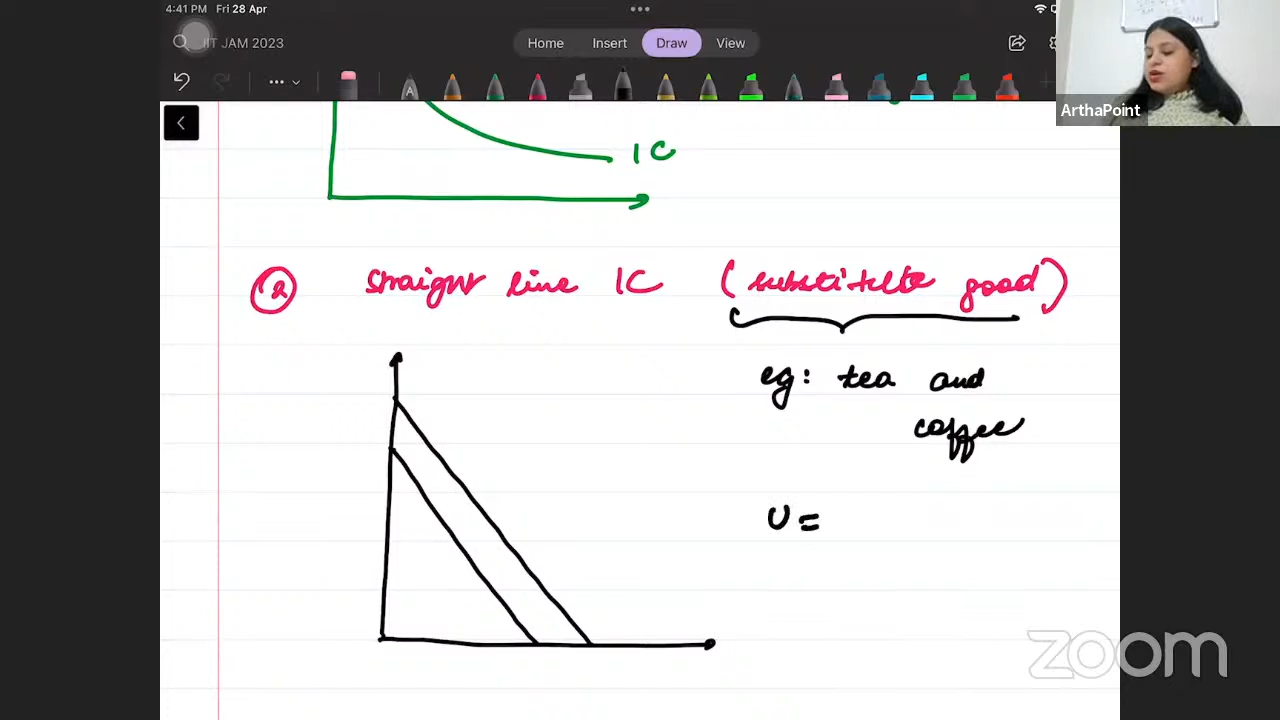 4:41 PM Fri 28 Apr
IIT JAM 2023
Home Insert Draw View
A
ArthaPoint
IC
2 straight line IC (substitute good)
eg: tea and
coffee
U =
zoom